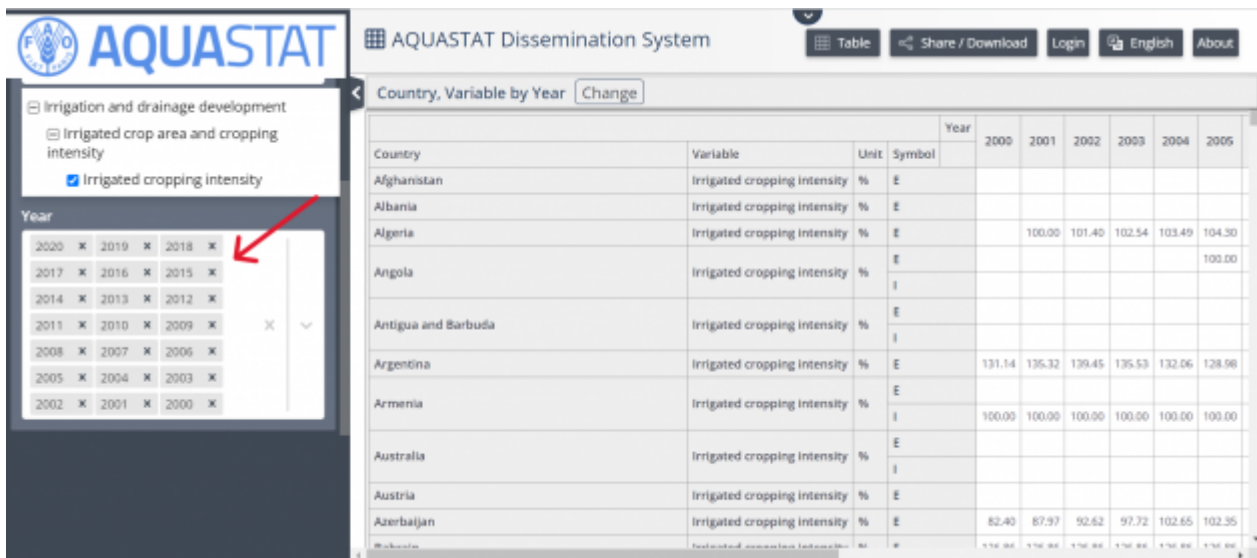 FAO AQUASTAT
AQUASTAT Dissemination System
Table
Share / Download
Login
English
About
Irrigation and drainage development
Irrigated crop area and cropping
intensity
Irrigated cropping intensity
Year
2020 × 2019 × 2018 ×
2017 × 2016 × 2015 ×
2014 × 2013 × 2012 ×
2011 × 2010 × 2009 ×
2008 × 2007 × 2006 ×
2005 × 2004 × 2003 ×
2002 × 2001 × 2000 ×
Country, Variable by Year Change
Year 2000 2001 2002 2003 2004 2005
Country Variable Unit Symbol
Afghanistan Irrigated cropping intensity % E
Albania Irrigated cropping intensity % E
Algeria Irrigated cropping intensity % E 100.00 101.40 102.54 103.49 104.30
Angola Irrigated cropping intensity % E 100.00
I
Antigua and Barbuda Irrigated cropping intensity % E
I
Argentina Irrigated cropping intensity % E 131.14 135.32 139.45 135.53 132.06 128.98
Armenia Irrigated cropping intensity % E
I 100.00 100.00 100.00 100.00 100.00 100.00
Australia Irrigated cropping intensity % E
I
Austria Irrigated cropping intensity % E
Azerbaijan Irrigated cropping intensity % E 82.40 87.97 92.62 97.72 102.65 102.35